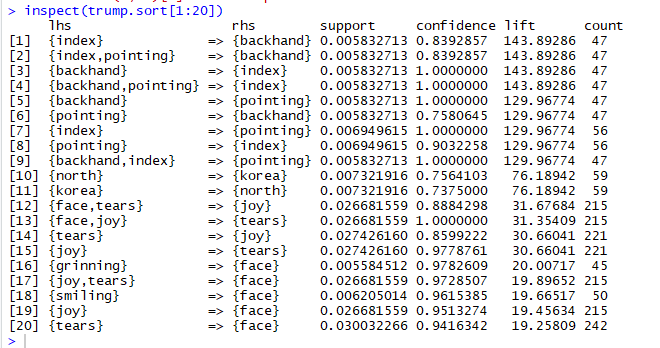 > inspect(trump.sort[1:20])
lhs rhs support confidence lift count
[1] {index} => {backhand} 0.005832713 0.8392857 143.89286 47
[2] {index,pointing} => {backhand} 0.005832713 0.8392857 143.89286 47
[3] {backhand} => {index} 0.005832713 1.0000000 143.89286 47
[4] {backhand,pointing} => {index} 0.005832713 1.0000000 143.89286 47
[5] {backhand} => {pointing} 0.005832713 1.0000000 129.96774 47
[6] {pointing} => {backhand} 0.005832713 0.7580645 129.96774 47
[7] {index} => {pointing} 0.006949615 1.0000000 129.96774 56
[8] {pointing} => {index} 0.006949615 0.9032258 129.96774 56
[9] {backhand,index} => {pointing} 0.005832713 1.0000000 129.96774 47
[10] {north} => {korea} 0.007321916 0.7564103 76.18942 59
[11] {korea} => {north} 0.007321916 0.7375000 76.18942 59
[12] {face,tears} => {joy} 0.026681559 0.8884298 31.67684 215
[13] {face,joy} => {tears} 0.026681559 1.0000000 31.35409 215
[14] {tears} => {joy} 0.027426160 0.8599222 30.66041 221
[15] {joy} => {tears} 0.027426160 0.9778761 30.66041 221
[16] {grinning} => {face} 0.005584512 0.9782609 20.00717 45
[17] {joy,tears} => {face} 0.026681559 0.9728507 19.89652 215
[18] {smiling} => {face} 0.006205014 0.9615385 19.66517 50
[19] {joy} => {face} 0.026681559 0.9513274 19.45634 215
[20] {tears} => {face} 0.030032266 0.9416342 19.25809 242
>